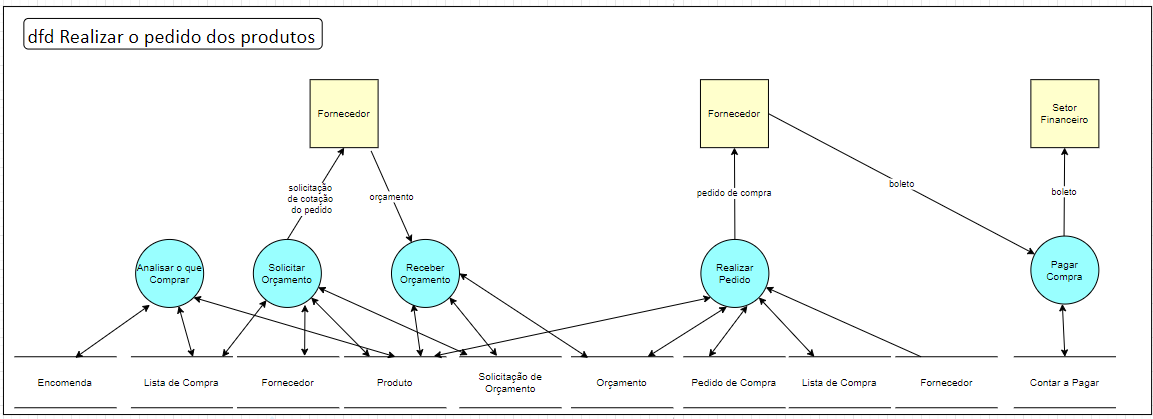 dfd Realizar o pedido dos produtos
Fornecedor
Fornecedor
Setor
Financeiro
solicitação
de cotação
do pedido
orçamento
pedido de compra
boleto
boleto
Analisar o que
Comprar
Solicitar
Orçamento
Receber
Orçamento
Realizar
Pedido
Pagar
Compra
Encomenda
Lista de Compra
Fornecedor
Produto
Solicitação de
Orçamento
Orçamento
Pedido de Compra
Lista de Compra
Fornecedor
Contar a Pagar